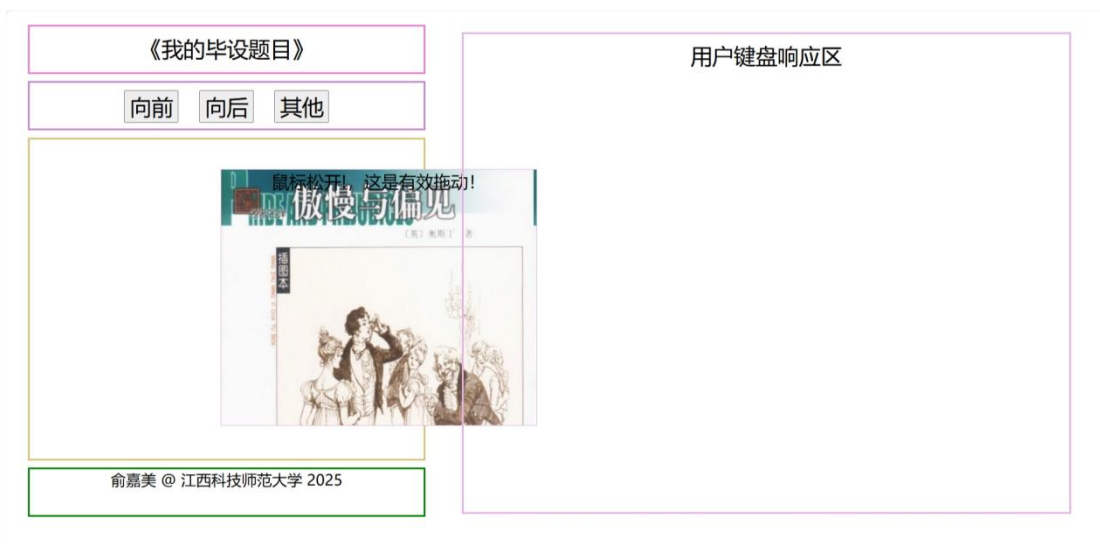 《我的毕设题目》
向前 向后 其他
鼠标松开!，这是有效拖动！
傲慢与偏见
插图本
俞嘉美 @ 江西科技师范大学 2025
用户键盘响应区